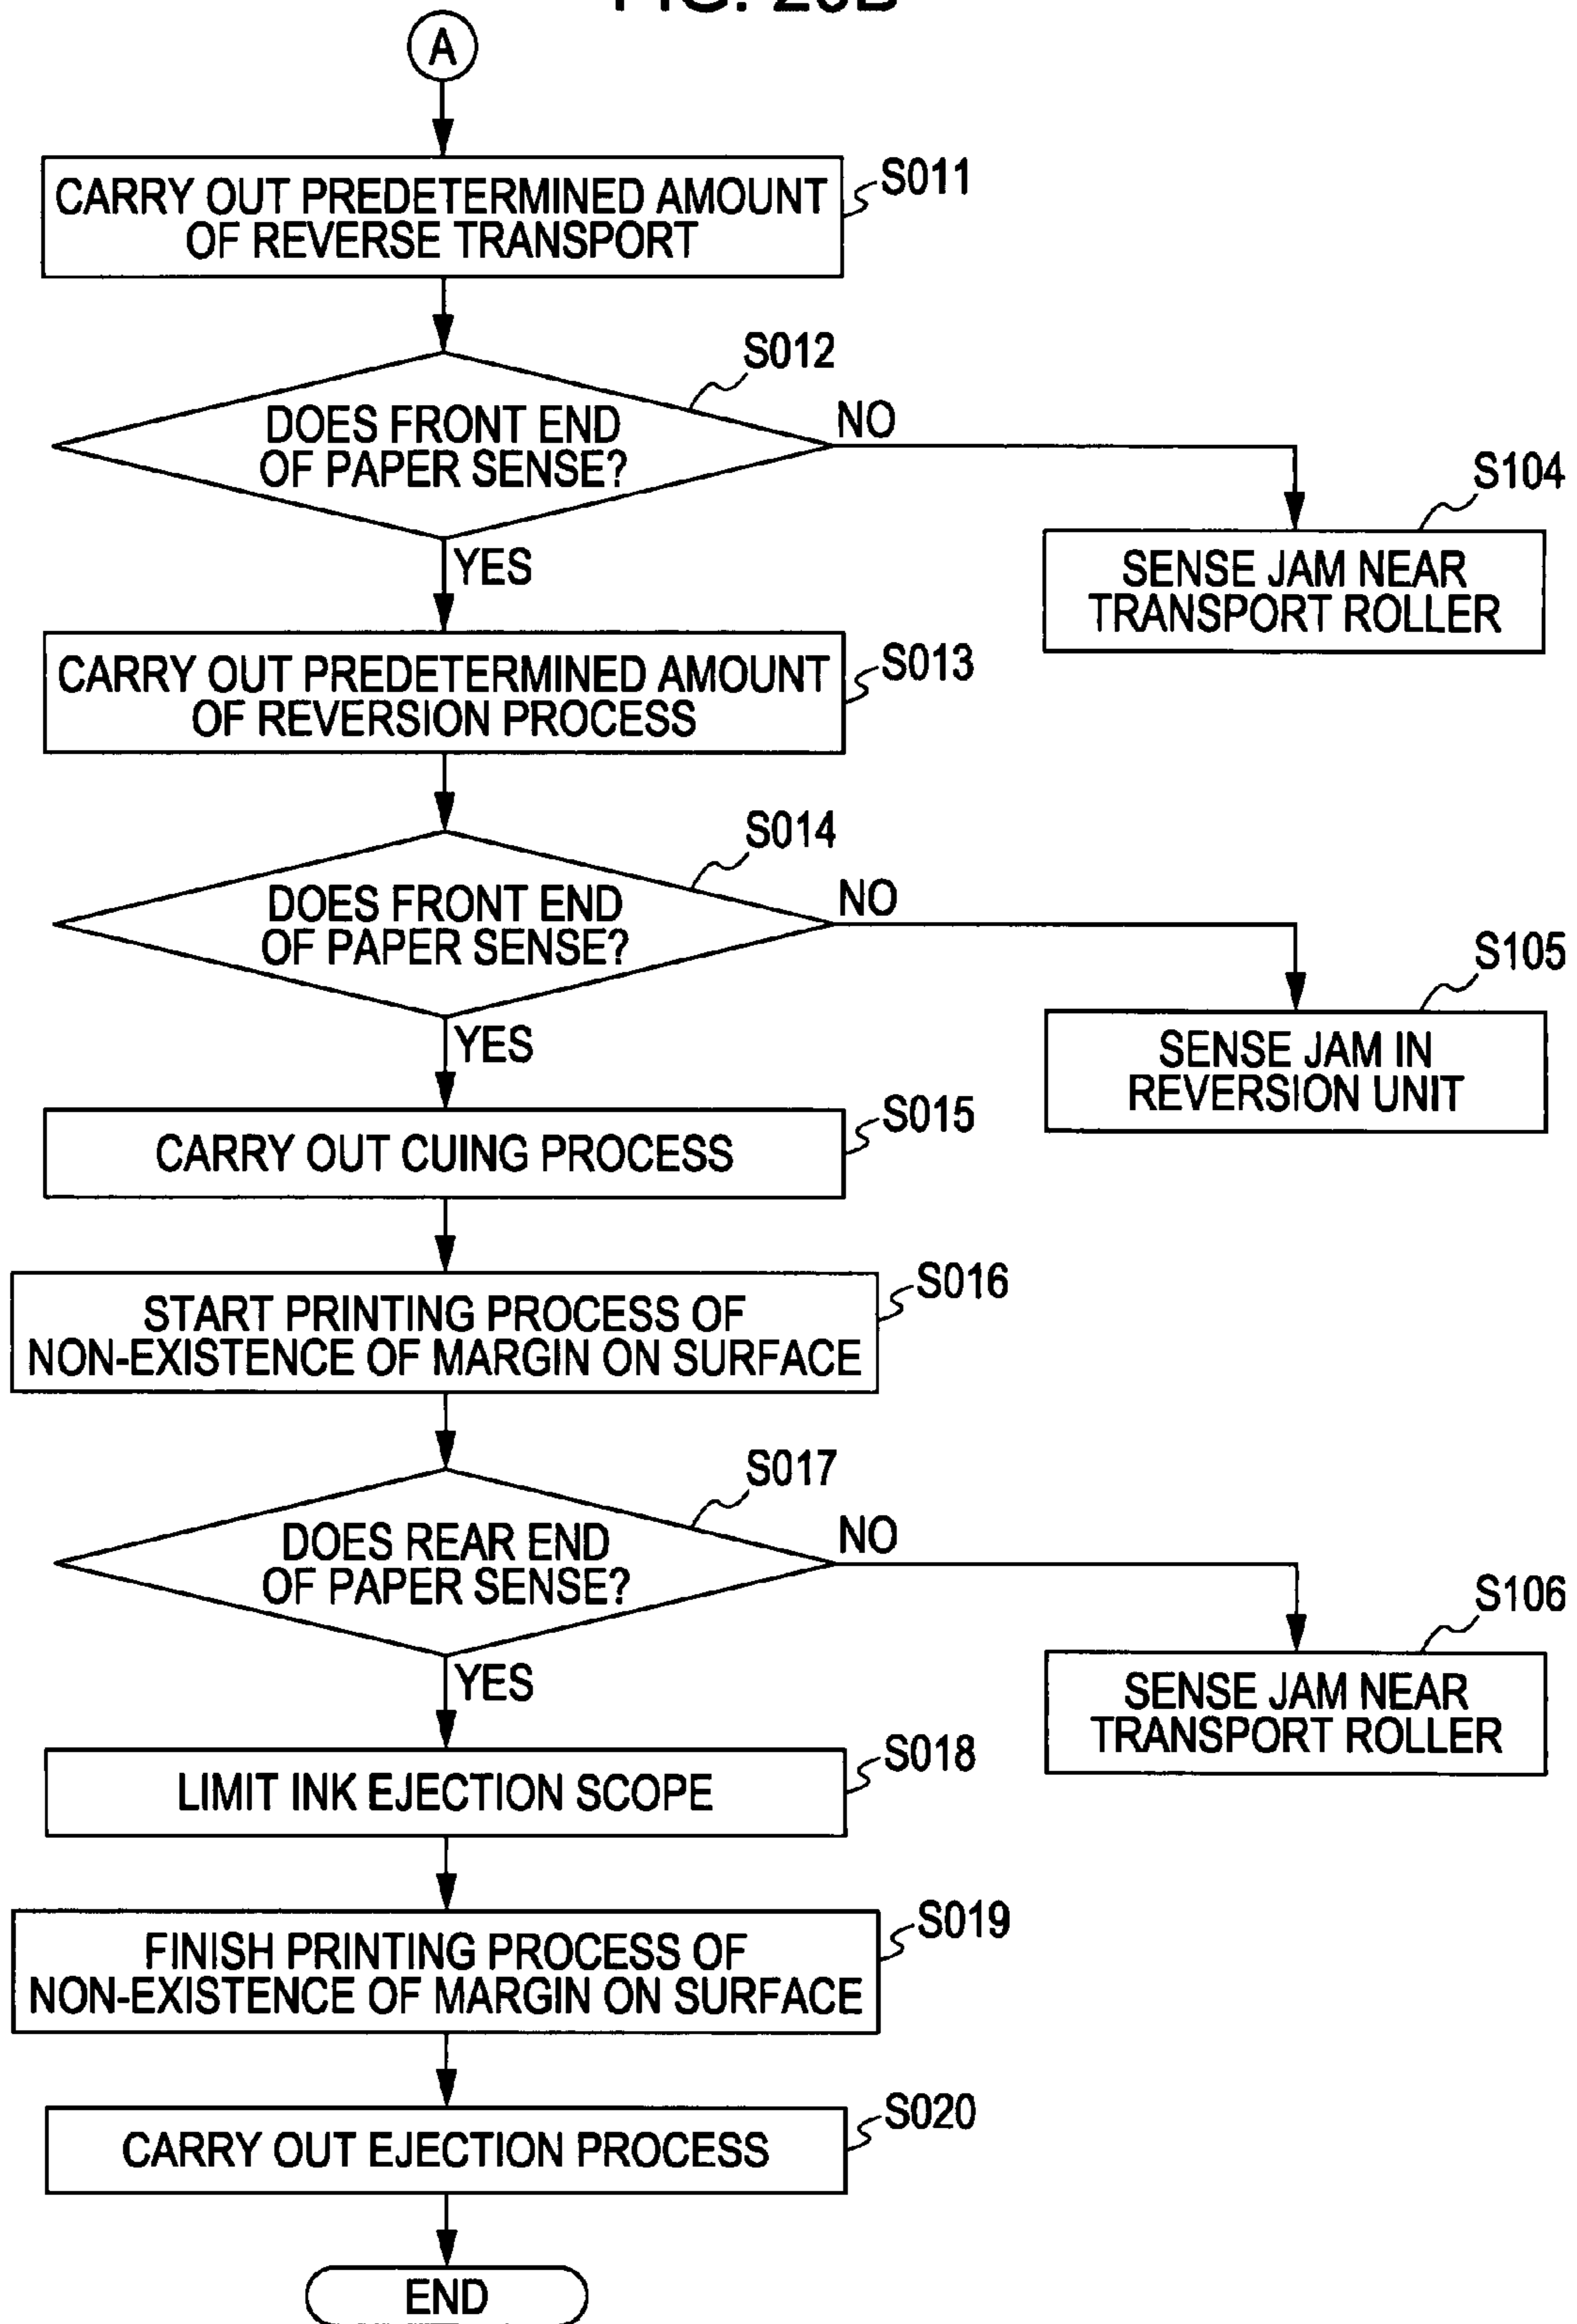 A
CARRY OUT PREDETERMINED AMOUNT
OF REVERSE TRANSPORT
S011
DOES FRONT END
OF PAPER SENSE?
S012
NO
YES
SENSE JAM NEAR
TRANSPORT ROLLER
S104
CARRY OUT PREDETERMINED AMOUNT
OF REVERSION PROCESS
S013
DOES FRONT END
OF PAPER SENSE?
S014
NO
YES
SENSE JAM IN
REVERSION UNIT
S105
CARRY OUT CUING PROCESS
S015
START PRINTING PROCESS OF
NON-EXISTENCE OF MARGIN ON SURFACE
S016
DOES REAR END
OF PAPER SENSE?
S017
NO
YES
SENSE JAM NEAR
TRANSPORT ROLLER
S106
LIMIT INK EJECTION SCOPE
S018
FINISH PRINTING PROCESS OF
NON-EXISTENCE OF MARGIN ON SURFACE
S019
CARRY OUT EJECTION PROCESS
S020
END